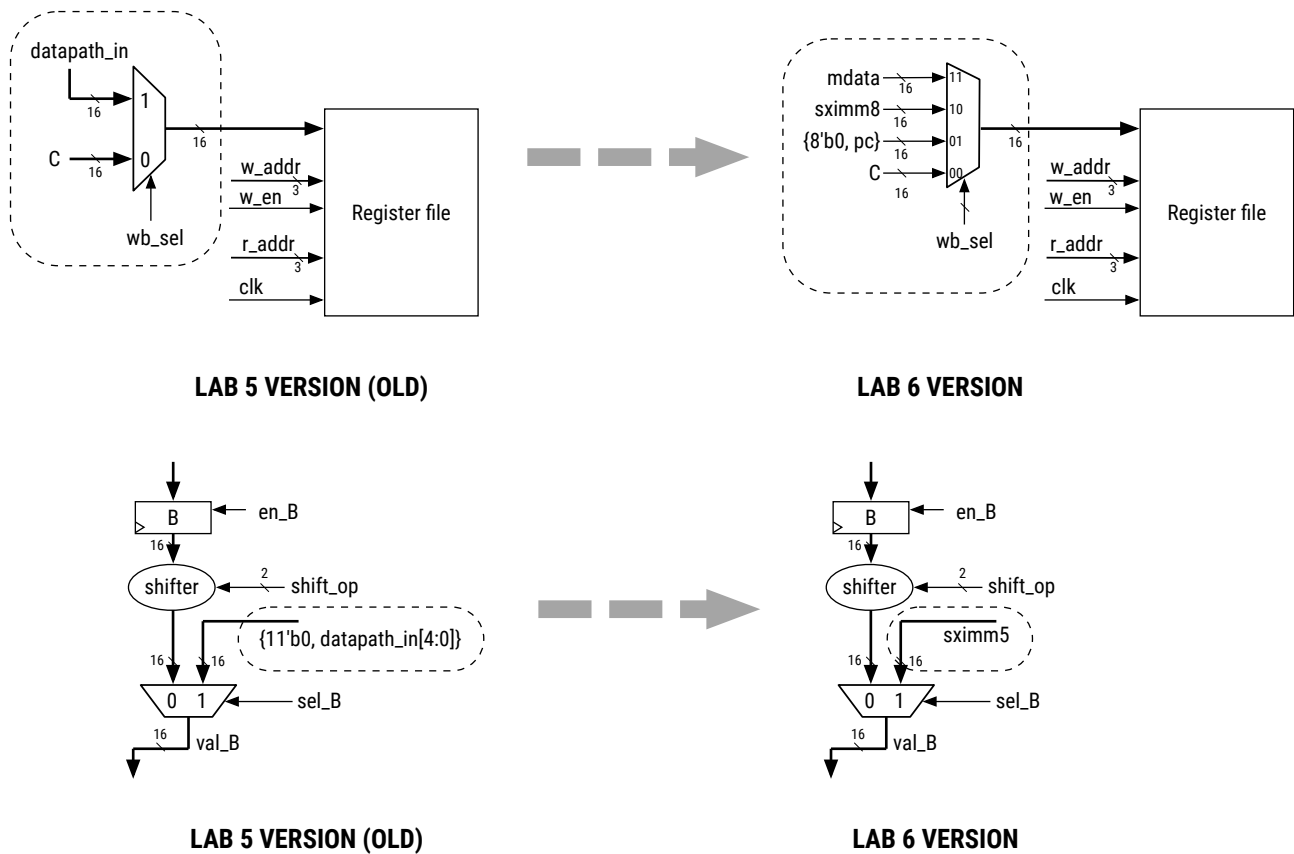 datapath_in
1
16
C
16
0
16
wb_sel
w_addr
3
w_en
r_addr
3
clk
Register file
LAB 5 VERSION (OLD)
mdata
16
11
sximm8
16
10
{8'b0, pc}
16
01
C
16
00
16
wb_sel
w_addr
3
w_en
r_addr
3
clk
Register file
LAB 6 VERSION
B
en_B
16
shifter
2
shift_op
{11'b0, datapath_in[4:0]}
16
16
0 1
sel_B
16
val_B
LAB 5 VERSION (OLD)
B
en_B
16
shifter
2
shift_op
sximm5
16
16
0 1
sel_B
16
val_B
LAB 6 VERSION